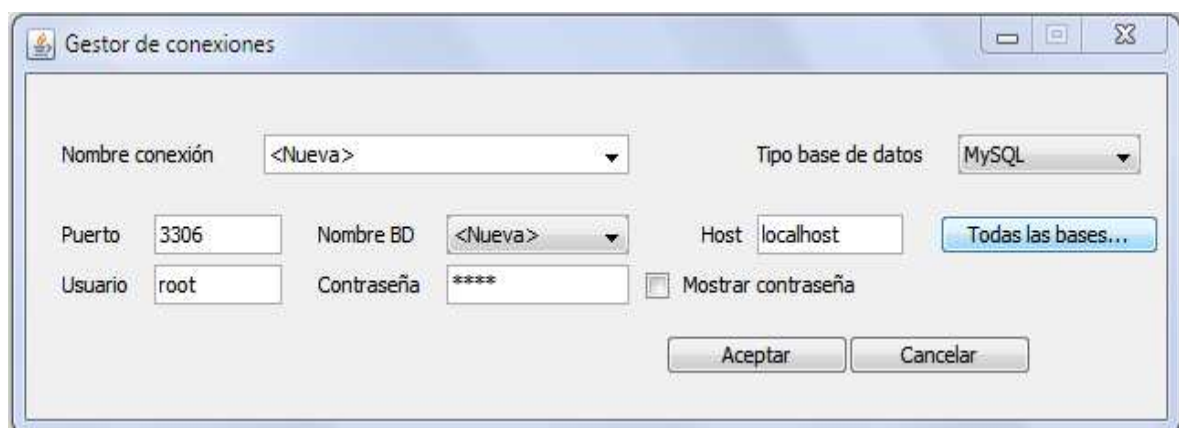 Gestor de conexiones
Nombre conexión <Nueva> Tipo base de datos MySQL
Puerto 3306 Nombre BD <Nueva> Host localhost Todas las bases...
Usuario root Contraseña **** Mostrar contraseña
Aceptar Cancelar